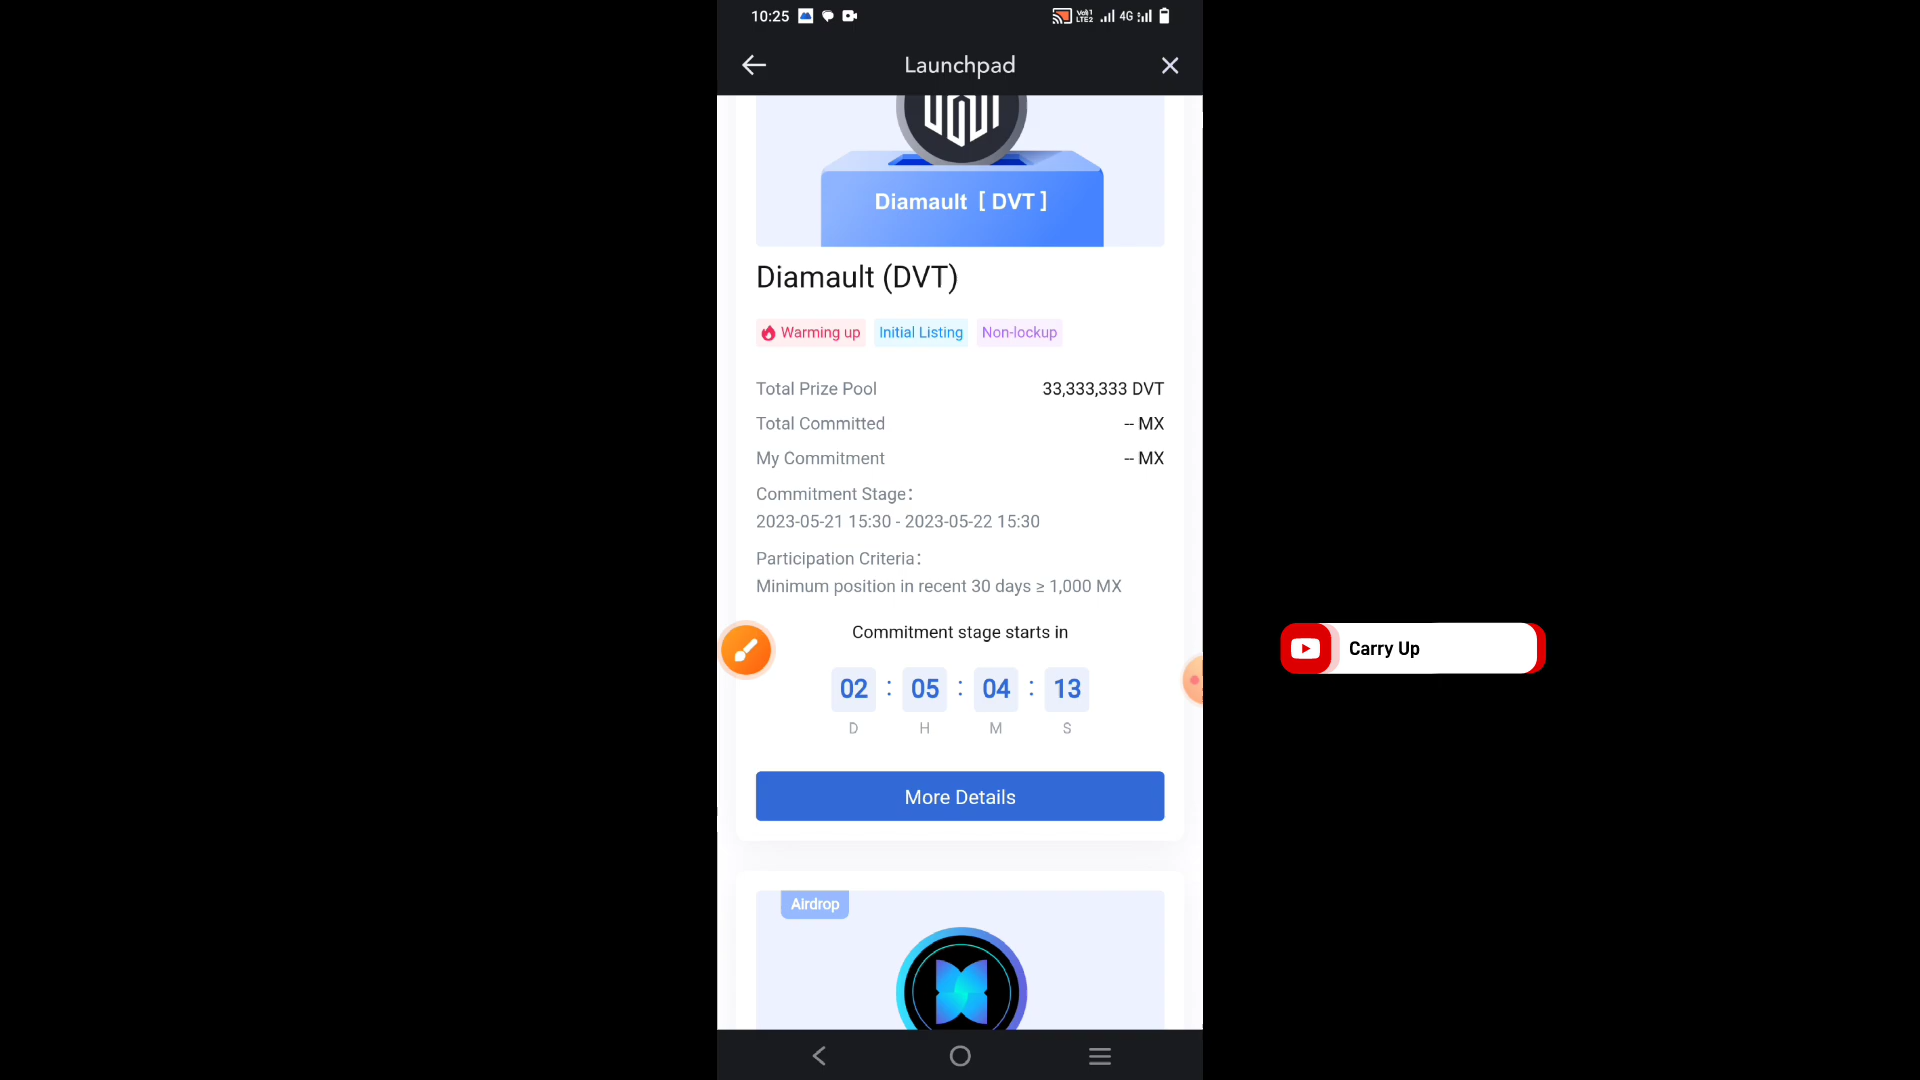 10:25
VoLTE1
LTE2
4G
Launchpad
Diamault [ DVT ]
Diamault (DVT)
Warming up
Initial Listing
Non-lockup
Total Prize Pool 33,333,333 DVT
Total Committed -- MX
My Commitment -- MX
Commitment Stage：
2023-05-21 15:30 - 2023-05-22 15:30
Participation Criteria：
Minimum position in recent 30 days ≥ 1,000 MX
Commitment stage starts in
02 : 05 : 04 : 13
D H M S
More Details
Carry Up
Airdrop